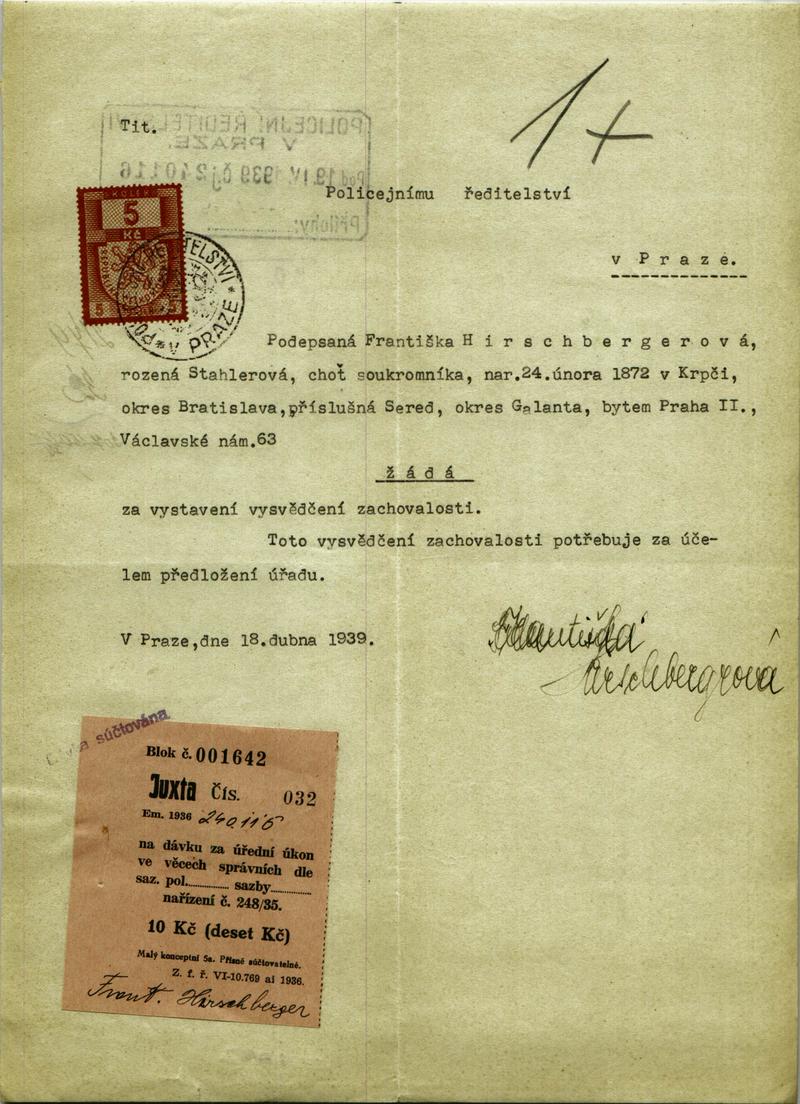 1+
Tit.
POLICEJNÍ ŘEDITELSTVÍ
V PRAZE.
19 IV 1939 čj 240116
Přílohy:
Policejnímu ředitelství
v Praze.
5
Kč
V PRAZE
Podepsaná Františka Hirschbergerová,
rozená Stahlerová, choť soukromníka, nar.24.února 1872 v Krpči,
okres Bratislava,příslušná Sered, okres Galanta, bytem Praha II.,
Václavské nám.63
žádá
za vystavení vysvědčení zachovalosti.
Toto vysvědčení zachovalosti potřebuje za úče-
lem předložení úřadu.
V Praze,dne 18.dubna 1939.
Františka
Hirschbergrová
súčtována
Blok č. 001642
Juxta čís. 032
Em. 1936 240116
na dávku za úřední úkon
ve věcech správních dle
saz. pol. sazby
nařízení č. 248/35.
10 Kč (deset Kč)
Malý konceptní 5a. Přísně súčtovatelné.
Z. f. ř. VI-10.769 ai 1936.
Frant. Hirschberger